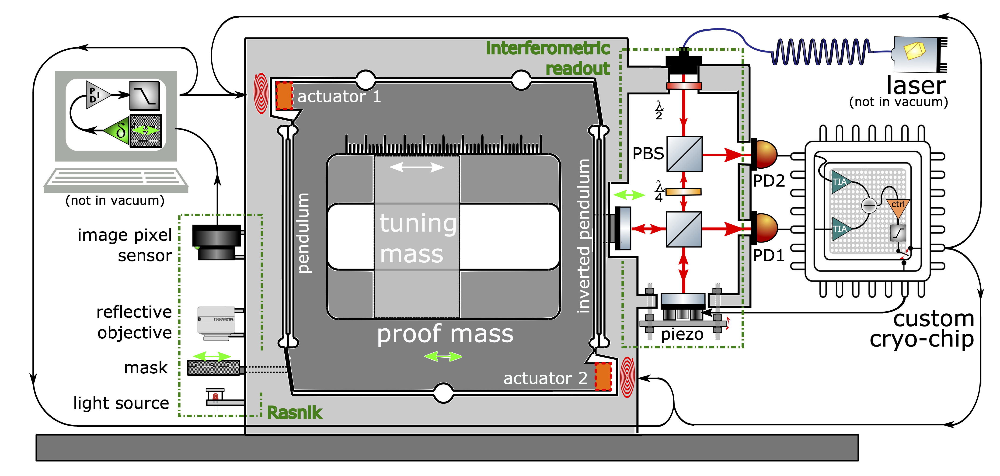 Interferometric
readout
laser
(not in vacuum)
P I
D
δ
(not in vacuum)
actuator 1
λ
2
PBS
λ
4
PD2
PD1
TIA
TIA
ctrl
custom
cryo-chip
pendulum
inverted pendulum
tuning
mass
proof mass
image pixel
sensor
reflective
objective
mask
light source
piezo
actuator 2
Rasnik